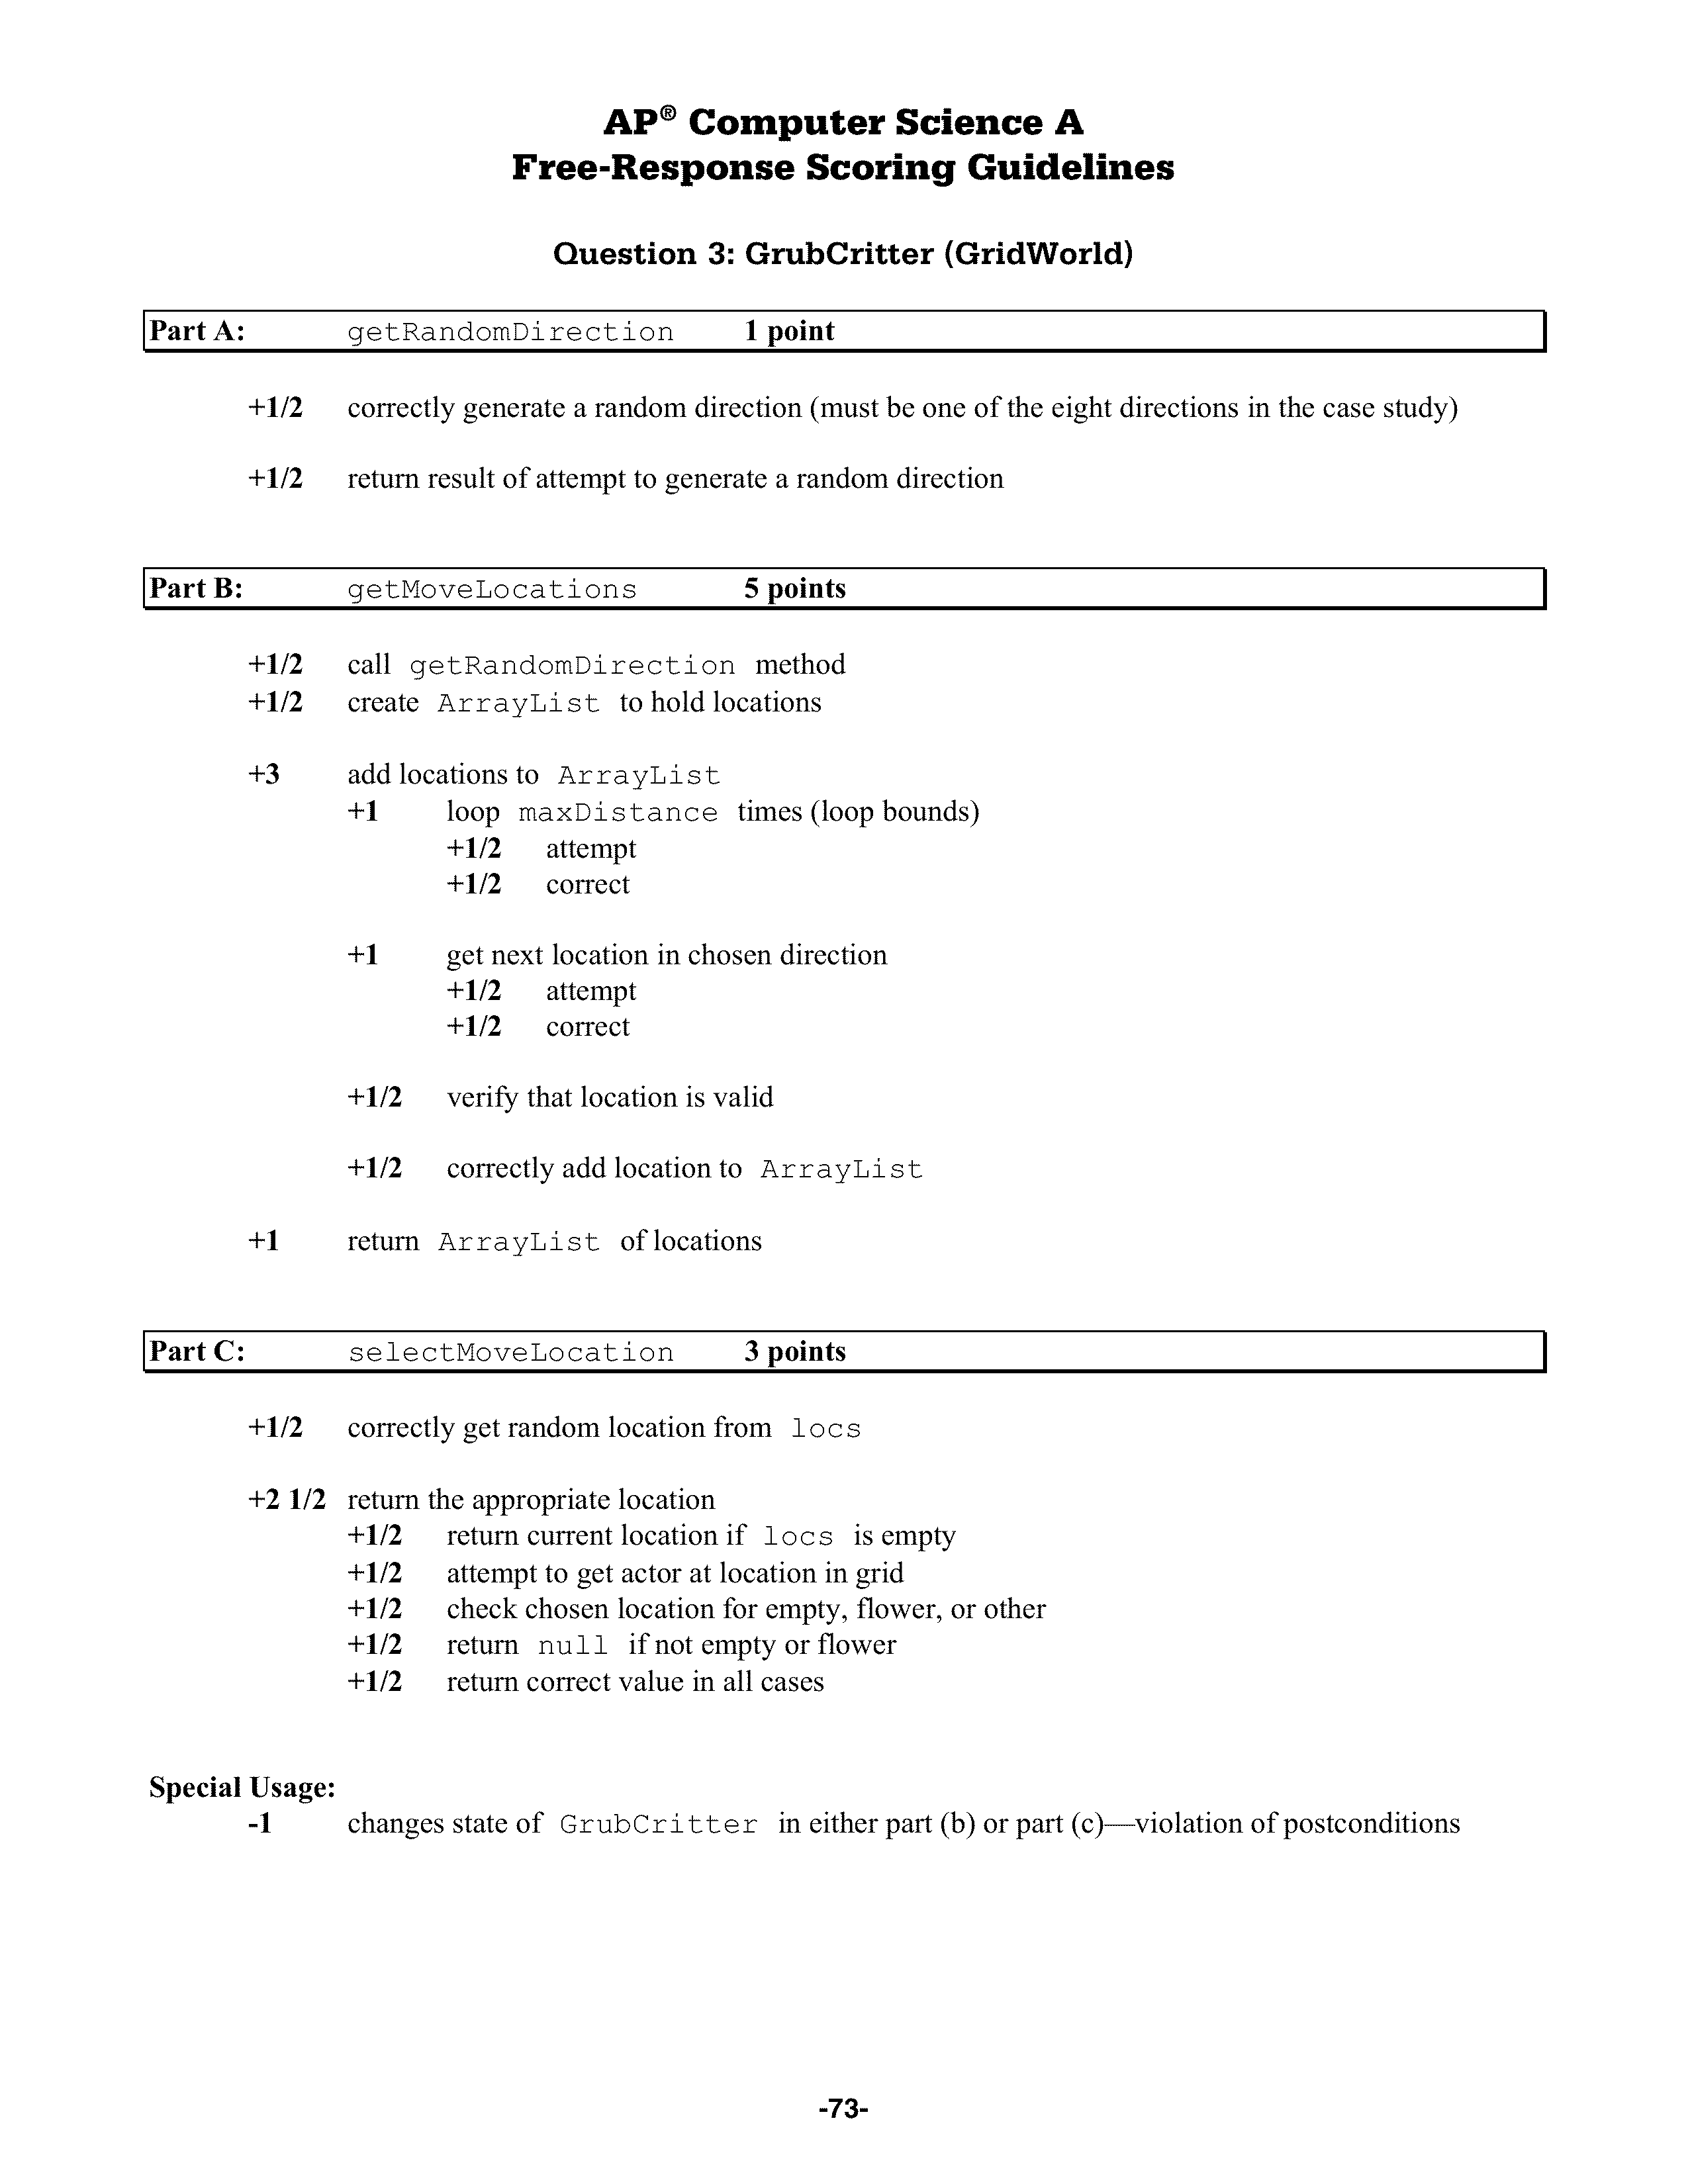 AP® Computer Science A
Free-Response Scoring Guidelines
Question 3: GrubCritter (GridWorld)
Part A: getRandomDirection 1 point
+1/2 correctly generate a random direction (must be one of the eight directions in the case study)
+1/2 return result of attempt to generate a random direction
Part B: getMoveLocations 5 points
+1/2 call getRandomDirection method
+1/2 create ArrayList to hold locations
+3 add locations to ArrayList
+1 loop maxDistance times (loop bounds)
+1/2 attempt
+1/2 correct
+1 get next location in chosen direction
+1/2 attempt
+1/2 correct
+1/2 verify that location is valid
+1/2 correctly add location to ArrayList
+1 return ArrayList of locations
Part C: selectMoveLocation 3 points
+1/2 correctly get random location from locs
+2 1/2 return the appropriate location
+1/2 return current location if locs is empty
+1/2 attempt to get actor at location in grid
+1/2 check chosen location for empty, flower, or other
+1/2 return null if not empty or flower
+1/2 return correct value in all cases
Special Usage:
-1 changes state of GrubCritter in either part (b) or part (c)—violation of postconditions
-73-